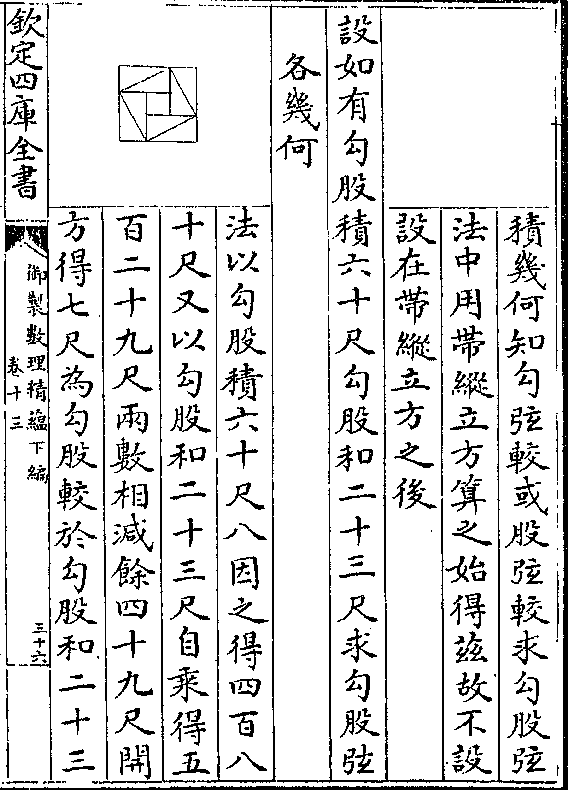 積幾何知勾弦較或股弦較求勾股弦
法中用帶縱立方算之始得玆故不設
設在帶縱立方之後
設如有勾股積六十尺勾股和二十三尺求勾股弦
各幾何
法以勾股積六十尺八因之得四百八
十尺又以勾股和二十三尺自乘得五
百二十九尺兩數相減餘四十九尺開
方得七尺為勾股較於勾股和二十三
欽定四庫全書
御製數理精藴下編
卷十三
三十六